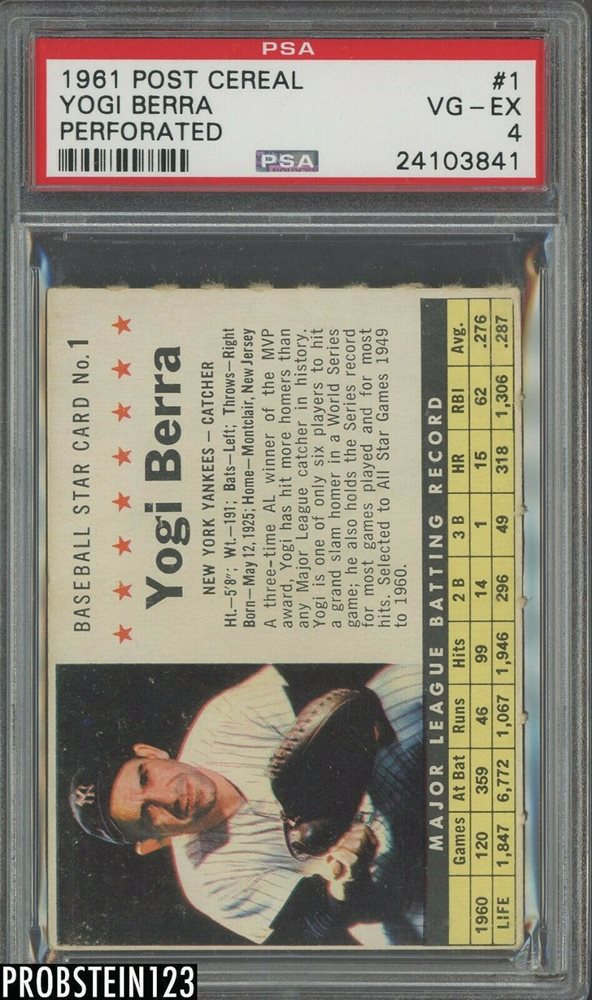 PSA
1961 POST CEREAL #1
YOGI BERRA VG-EX
PERFORATED 4
PSA 24103841
BASEBALL STAR CARD No. 1
Yogi Berra
NEW YORK YANKEES — CATCHER
Ht.—5'8"; Wt.—191; Bats—Left; Throws—Right
Born—May 12, 1925; Home—Montclair, New Jersey
A three-time AL winner of the MVP
award, Yogi has hit more homers than
any Major League catcher in history.
Yogi is one of only six players to hit
a grand slam homer in a World Series
game; he also holds the Series record
for most games played and for most
hits. Selected to All Star Games 1949
to 1960.
MAJOR LEAGUE BATTING RECORD
Games At Bat Runs Hits 2 B 3 B HR RBI Avg.
1960 120 359 46 99 14 1 15 62 .276
LIFE 1,847 6,772 1,067 1,946 296 49 318 1,306 .287
PROBSTEIN123